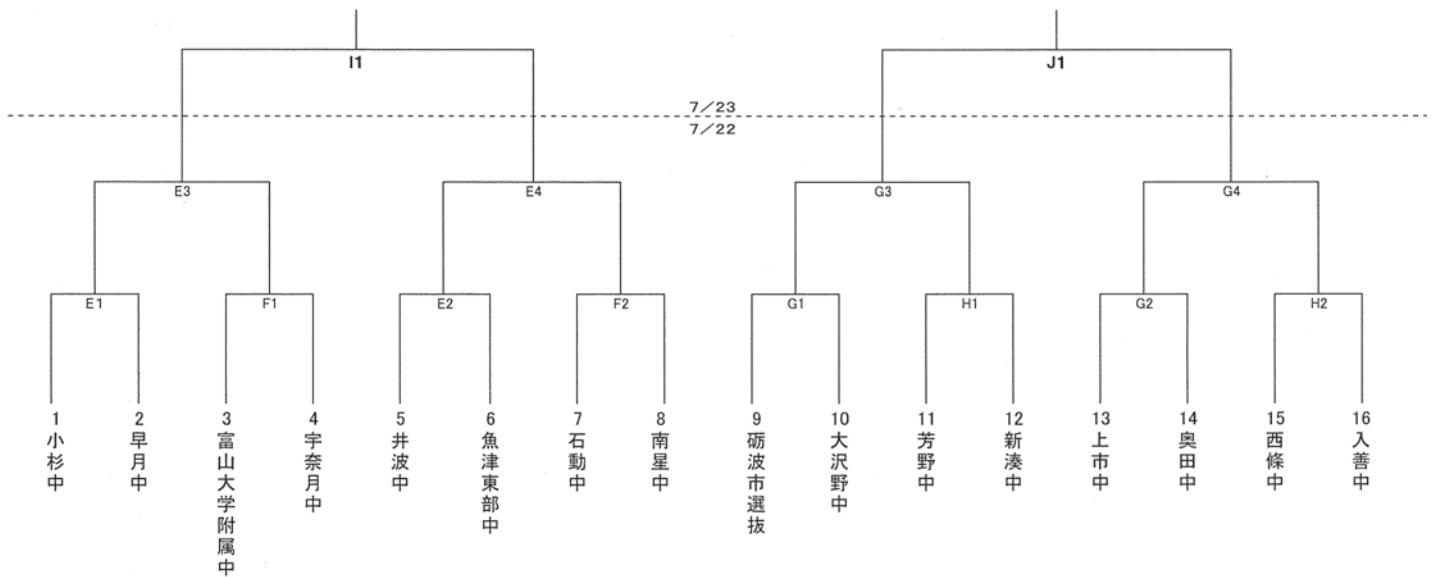 I1
J1
7/23
7/22
E3
E4
G3
G4
E1
F1
E2
F2
G1
H1
G2
H2
1
小杉中
2
早月中
3
富山大学附属中
4
宇奈月中
5
井波中
6
魚津東部中
7
石動中
8
南星中
9
砺波市選抜
10
大沢野中
11
芳野中
12
新湊中
13
上市中
14
奥田中
15
西條中
16
入善中